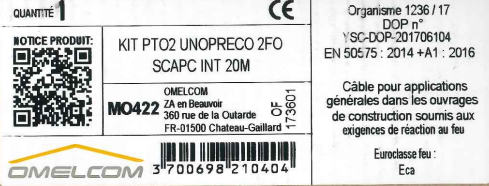 QUANTITÉ 1
CE
NOTICE PRODUIT:
KIT PTO2 UNOPRECO 2FO
SCAPC INT 20M
MO422
OMELCOM
ZA en Beauvoir
360 rue de la Outarde
FR-01500 Chateau-Gaillard
OF
173601
OMELCOM
3 700698 210404
Organisme 1236 / 17
DOP n°
YSC-DOP-201706104
EN 50575 : 2014 +A1 : 2016
Câble pour applications
générales dans les ouvrages
de construction soumis aux
exigences de réaction au feu
Euroclasse feu :
Eca